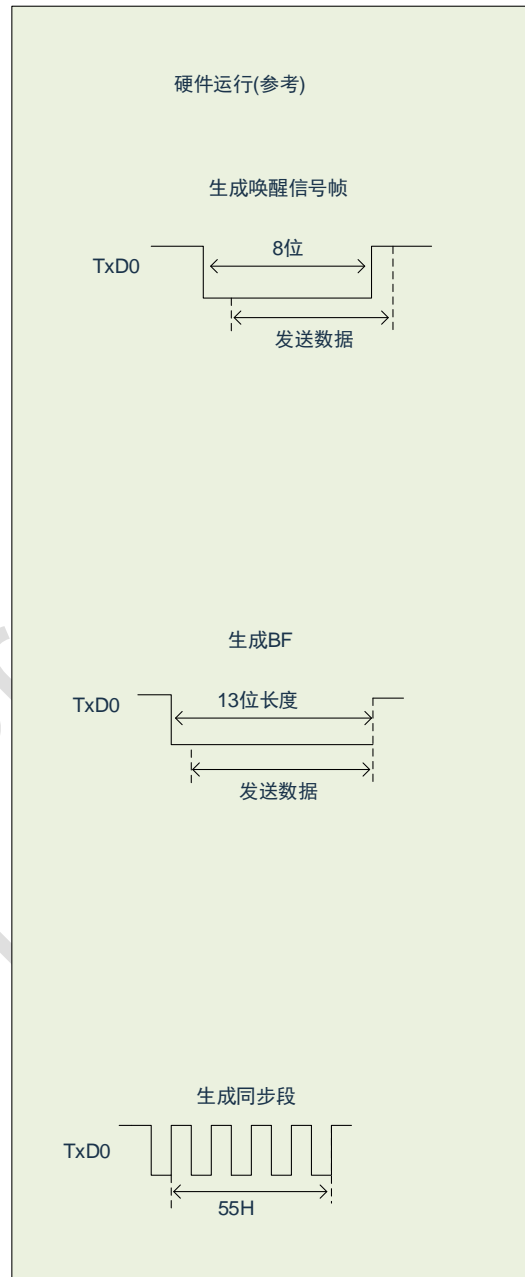 硬件运行(参考)
生成唤醒信号帧
8位
TxD0
发送数据
生成BF
TxD0
13位长度
发送数据
生成同步段
TxD0
55H